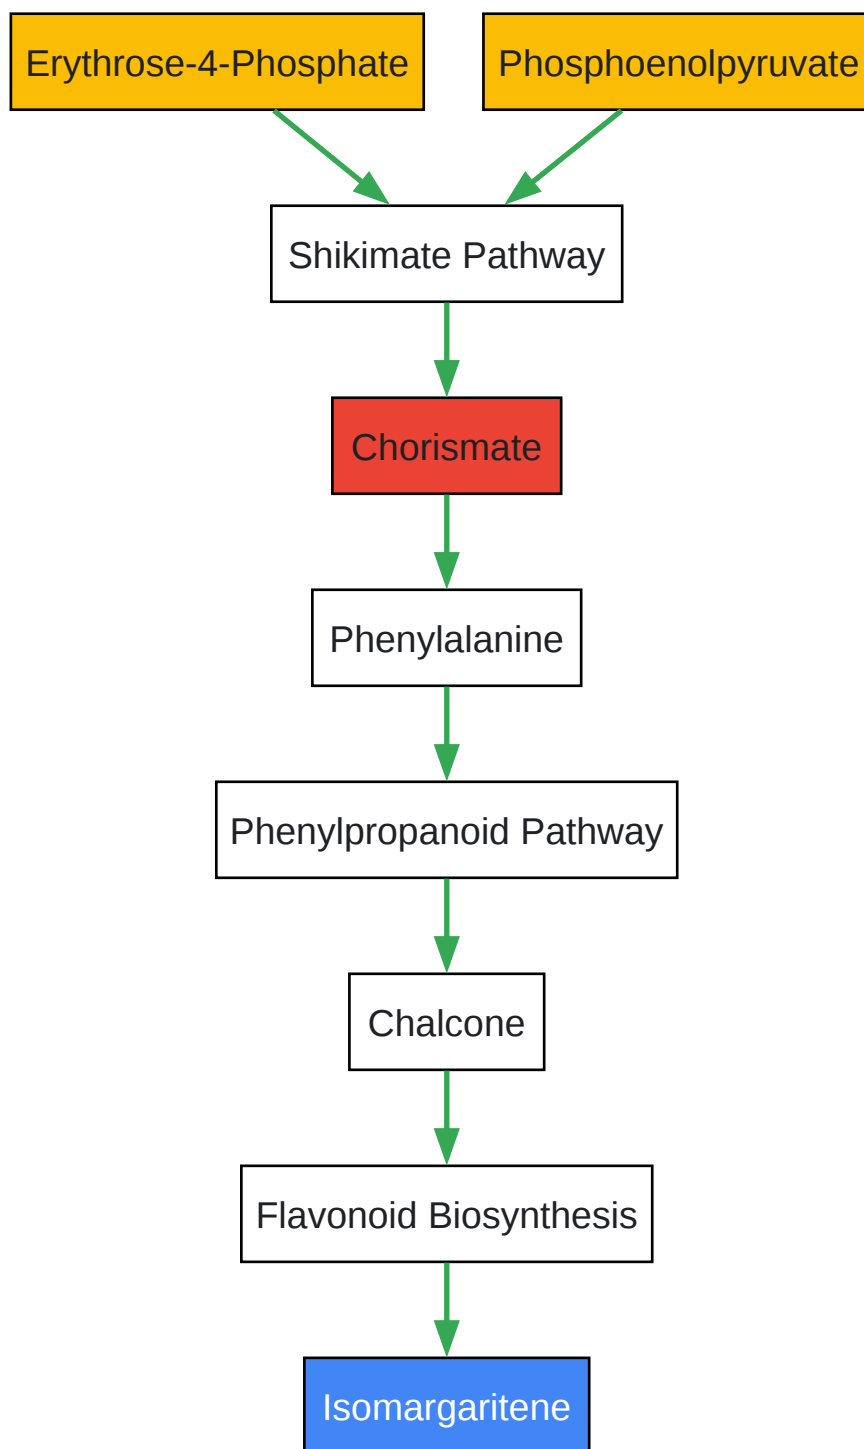 Erythrose-4-Phosphate
Phosphoenolpyruvate
Shikimate Pathway
Chorismate
Phenylalanine
Phenylpropanoid Pathway
Chalcone
Flavonoid Biosynthesis
Isomargaritene